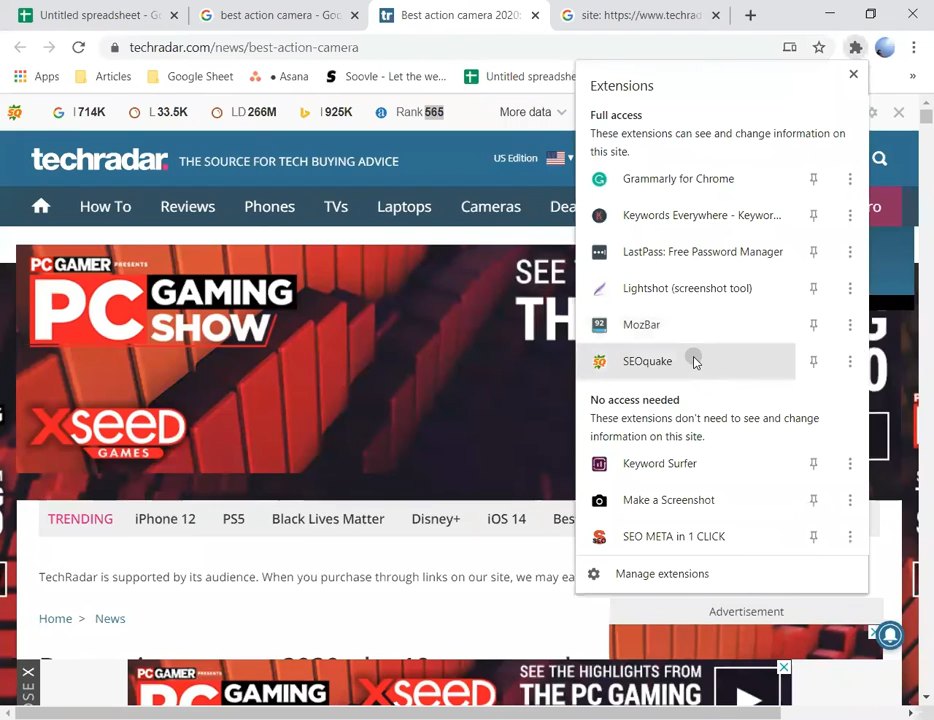 Untitled spreadsheet - G
best action camera - Goo
Best action camera 2020:
site: https://www.techrad
techradar.com/news/best-action-camera
Apps
Articles
Google Sheet
Asana
Soovle - Let the we...
Untitled spreadshe
»
I 714K
L 33.5K
LD 266M
I 925K
Rank 565
More data
techradar.
THE SOURCE FOR TECH BUYING ADVICE
US Edition
How To
Reviews
Phones
TVs
Laptops
Cameras
Dea
ro
PC GAMER PRESENTS
PC GAMING SHOW
XSEED
GAMES
SEE
TH
TRENDING
iPhone 12
PS5
Black Lives Matter
Disney+
iOS 14
Bes
TechRadar is supported by its audience. When you purchase through links on our site, we may ea
Home > News
Extensions
Full access
These extensions can see and change information on
this site.
Grammarly for Chrome
Keywords Everywhere - Keywor...
LastPass: Free Password Manager
Lightshot (screenshot tool)
92
MozBar
SQ
SEOquake
No access needed
These extensions don't need to see and change
information on this site.
Keyword Surfer
Make a Screenshot
SEO META in 1 CLICK
Manage extensions
Advertisement
PC GAMER PRESENTS
PC GAMING
XSEED
SEE THE HIGHLIGHTS FROM
THE PC GAMING
OSE X